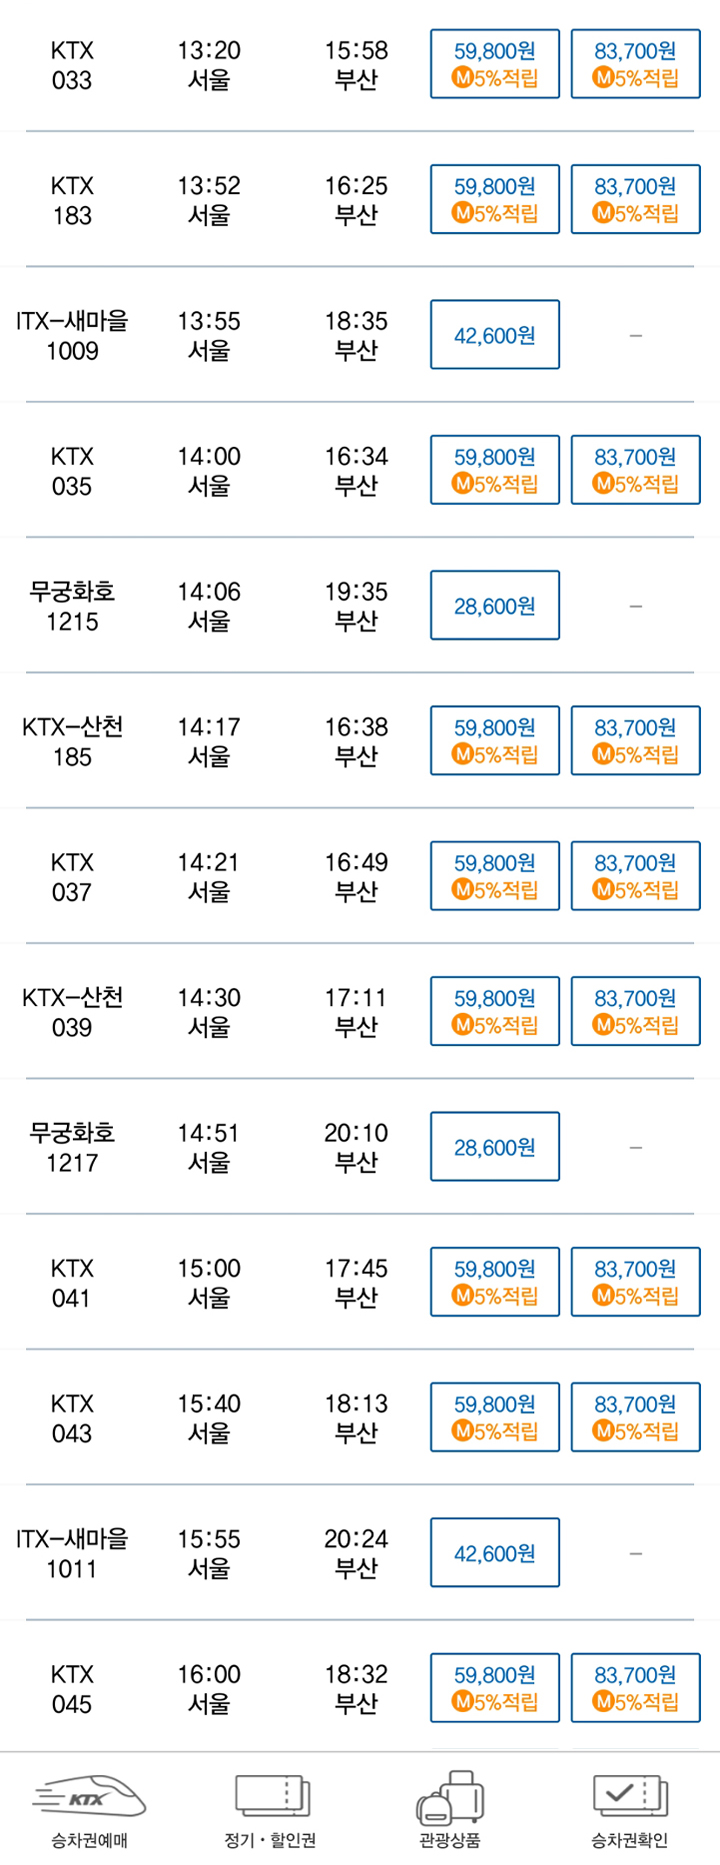 KTX 13:20 15:58 59,800원 83,700원
033 서울 부산 M5%적립 M5%적립
KTX 13:52 16:25 59,800원 83,700원
183 서울 부산 M5%적립 M5%적립
ITX-새마을 13:55 18:35 42,600원 -
1009 서울 부산
KTX 14:00 16:34 59,800원 83,700원
035 서울 부산 M5%적립 M5%적립
무궁화호 14:06 19:35 28,600원 -
1215 서울 부산
KTX-산천 14:17 16:38 59,800원 83,700원
185 서울 부산 M5%적립 M5%적립
KTX 14:21 16:49 59,800원 83,700원
037 서울 부산 M5%적립 M5%적립
KTX-산천 14:30 17:11 59,800원 83,700원
039 서울 부산 M5%적립 M5%적립
무궁화호 14:51 20:10 28,600원 -
1217 서울 부산
KTX 15:00 17:45 59,800원 83,700원
041 서울 부산 M5%적립 M5%적립
KTX 15:40 18:13 59,800원 83,700원
043 서울 부산 M5%적립 M5%적립
ITX-새마을 15:55 20:24 42,600원 -
1011 서울 부산
KTX 16:00 18:32 59,800원 83,700원
045 서울 부산 M5%적립 M5%적립
KTX
승차권예매 정기·할인권 관광상품 승차권확인